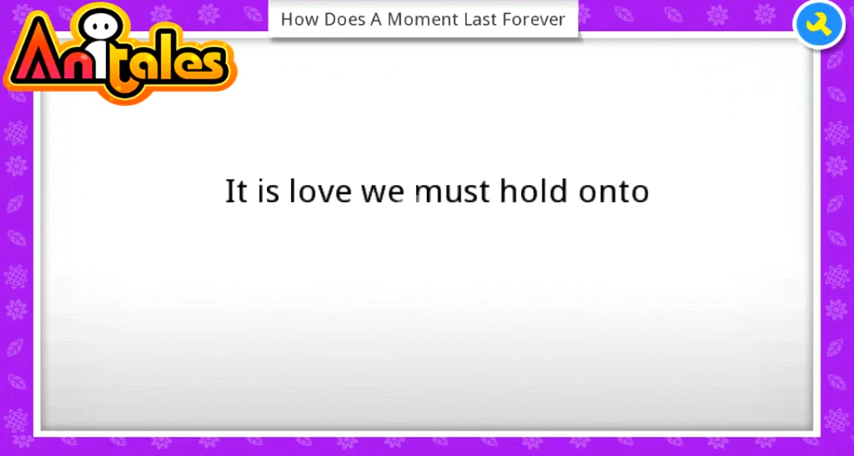 How Does A Moment Last Forever
Anitales
It is love we must hold onto